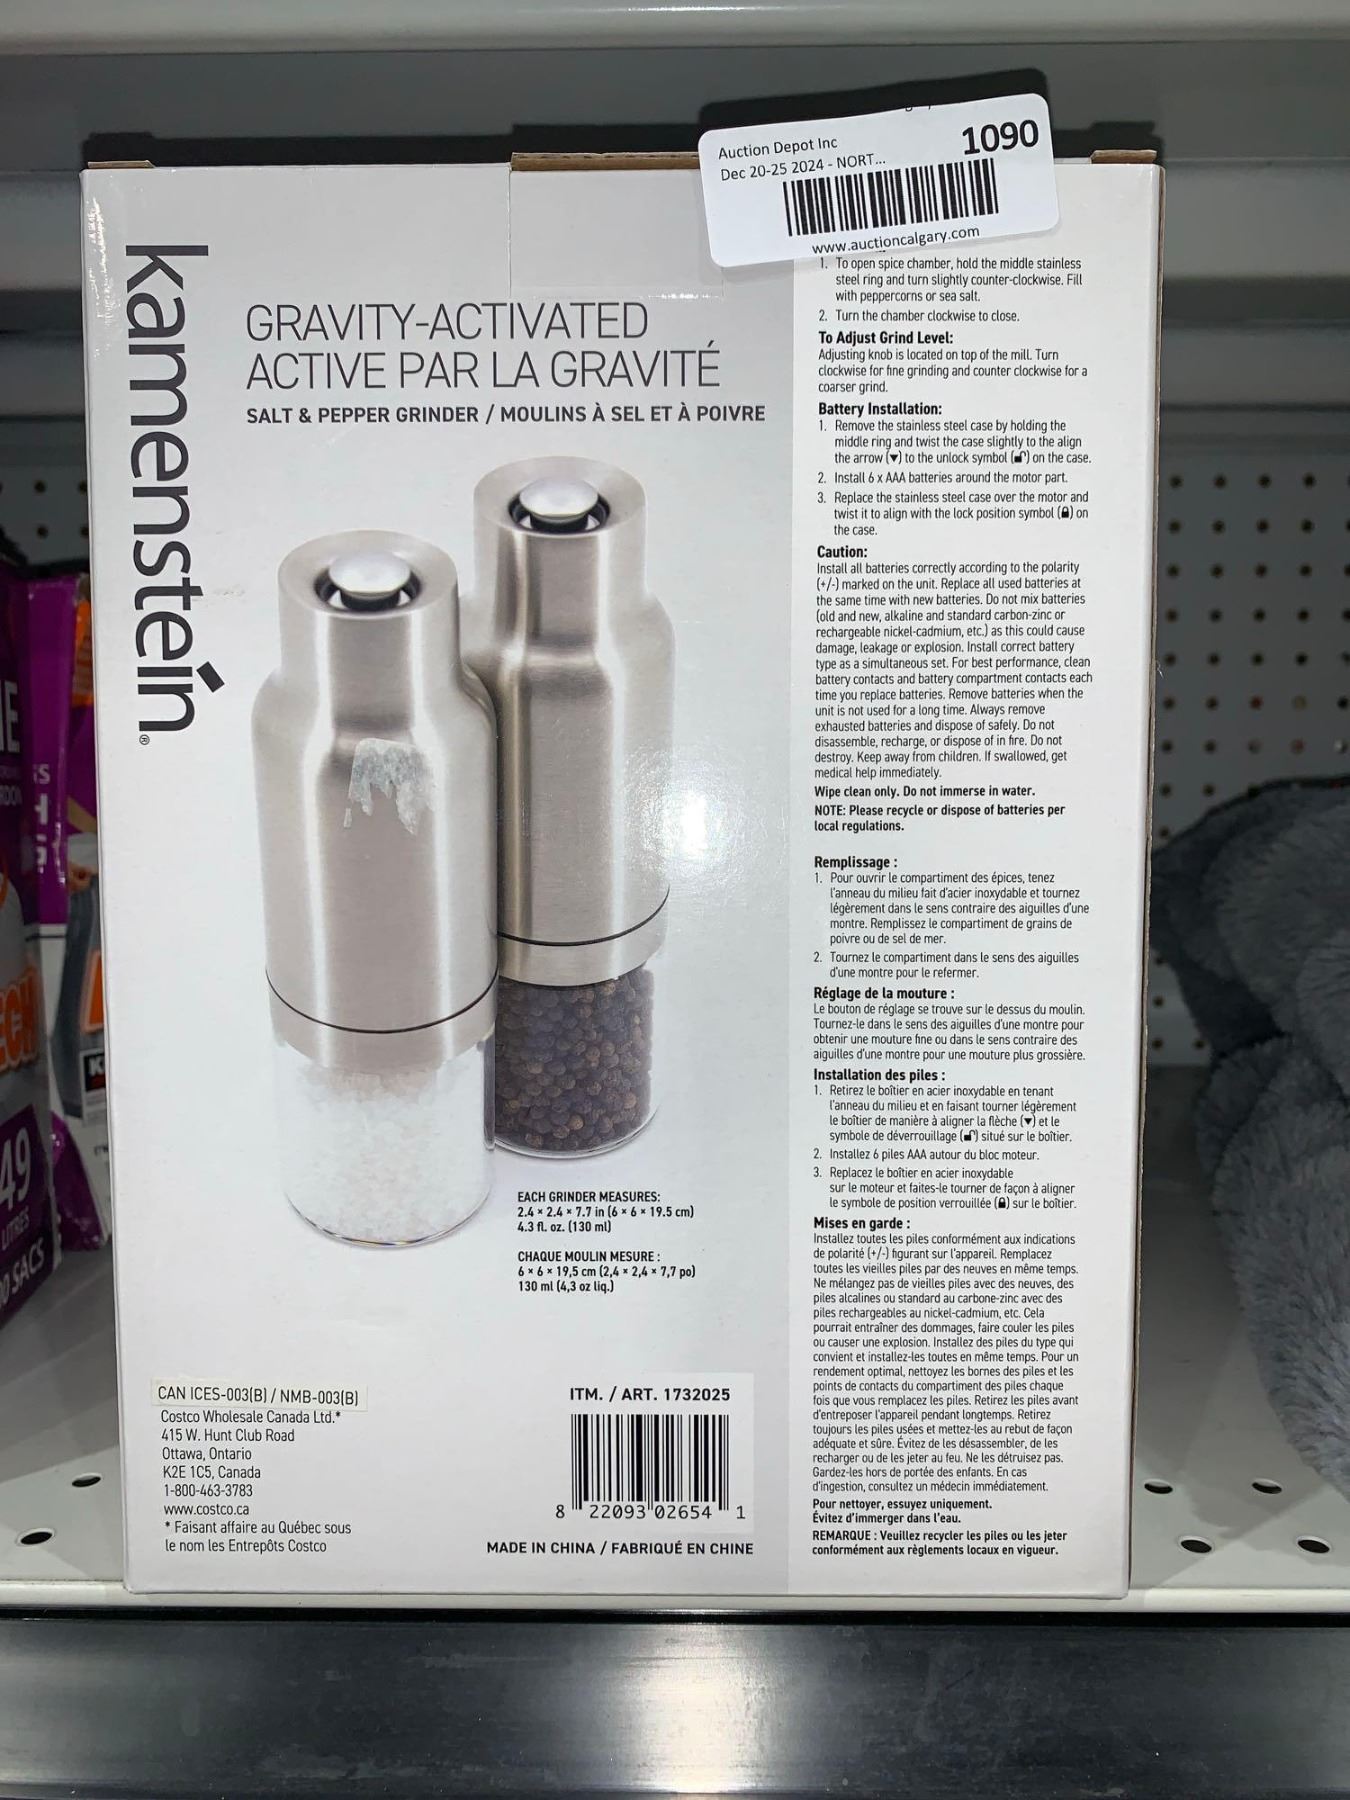 Auction Depot Inc
1090
Dec 20-25 2024 - NORT...
www.auctioncalgary.com
kamenstein®
GRAVITY-ACTIVATED
ACTIVE PAR LA GRAVITÉ
SALT & PEPPER GRINDER / MOULINS À SEL ET À POIVRE
EACH GRINDER MEASURES:
2.4 × 2.4 × 7.7 in (6 × 6 × 19.5 cm)
4.3 fl. oz. (130 ml)
CHAQUE MOULIN MESURE :
6 × 6 × 19,5 cm (2,4 × 2,4 × 7,7 po)
130 ml (4,3 oz liq.)
CAN ICES-003(B) / NMB-003(B)
Costco Wholesale Canada Ltd.*
415 W. Hunt Club Road
Ottawa, Ontario
K2E 1C5, Canada
1-800-463-3783
www.costco.ca
* Faisant affaire au Québec sous
le nom les Entrepôts Costco
ITM. / ART. 1732025
8 22093 02654 1
MADE IN CHINA / FABRIQUÉ EN CHINE
1. To open spice chamber, hold the middle stainless
steel ring and turn slightly counter-clockwise. Fill
with peppercorns or sea salt.
2. Turn the chamber clockwise to close.
To Adjust Grind Level:
Adjusting knob is located on top of the mill. Turn
clockwise for fine grinding and counter clockwise for a
coarser grind.
Battery Installation:
1. Remove the stainless steel case by holding the
middle ring and twist the case slightly to the align
the arrow (▼) to the unlock symbol (🔓) on the case.
2. Install 6 x AAA batteries around the motor part.
3. Replace the stainless steel case over the motor and
twist it to align with the lock position symbol (🔒) on
the case.
Caution:
Install all batteries correctly according to the polarity
(+/-) marked on the unit. Replace all used batteries at
the same time with new batteries. Do not mix batteries
(old and new, alkaline and standard carbon-zinc or
rechargeable nickel-cadmium, etc.) as this could cause
damage, leakage or explosion. Install correct battery
type as a simultaneous set. For best performance, clean
battery contacts and battery compartment contacts each
time you replace batteries. Remove batteries when the
unit is not used for a long time. Always remove
exhausted batteries and dispose of safely. Do not
disassemble, recharge, or dispose of in fire. Do not
destroy. Keep away from children. If swallowed, get
medical help immediately.
Wipe clean only. Do not immerse in water.
NOTE: Please recycle or dispose of batteries per
local regulations.
Remplissage :
1. Pour ouvrir le compartiment des épices, tenez
l'anneau du milieu fait d'acier inoxydable et tournez
légèrement dans le sens contraire des aiguilles d'une
montre. Remplissez le compartiment de grains de
poivre ou de sel de mer.
2. Tournez le compartiment dans le sens des aiguilles
d'une montre pour le refermer.
Réglage de la mouture :
Le bouton de réglage se trouve sur le dessus du moulin.
Tournez-le dans le sens des aiguilles d'une montre pour
obtenir une mouture fine ou dans le sens contraire des
aiguilles d'une montre pour une mouture plus grossière.
Installation des piles :
1. Retirez le boîtier en acier inoxydable en tenant
l'anneau du milieu et en faisant tourner légèrement
le boîtier de manière à aligner la flèche (▼) et le
symbole de déverrouillage (🔓) situé sur le boîtier.
2. Installez 6 piles AAA autour du bloc moteur.
3. Replacez le boîtier en acier inoxydable
sur le moteur et faites-le tourner de façon à aligner
le symbole de position verrouillée (🔒) sur le boîtier.
Mises en garde :
Installez toutes les piles conformément aux indications
de polarité (+/-) figurant sur l'appareil. Remplacez
toutes les vieilles piles par des neuves en même temps.
Ne mélangez pas de vieilles piles avec des neuves, des
piles alcalines ou standard au carbone-zinc avec des
piles rechargeables au nickel-cadmium, etc. Cela
pourrait entraîner des dommages, faire couler les piles
ou causer une explosion. Installez des piles du type qui
convient et installez-les toutes en même temps. Pour un
rendement optimal, nettoyez les bornes des piles et les
points de contacts du compartiment des piles chaque
fois que vous remplacez les piles. Retirez les piles avant
d'entreposer l'appareil pendant longtemps. Retirez
toujours les piles usées et mettez-les au rebut de façon
adéquate et sûre. Évitez de les désassembler, de les
recharger ou de les jeter au feu. Ne les détruisez pas.
Gardez-les hors de portée des enfants. En cas
d'ingestion, consultez un médecin immédiatement.
Pour nettoyer, essuyez uniquement.
Évitez d'immerger dans l'eau.
REMARQUE : Veuillez recycler les piles ou les jeter
conformément aux règlements locaux en vigueur.
49
LITRES
SACS